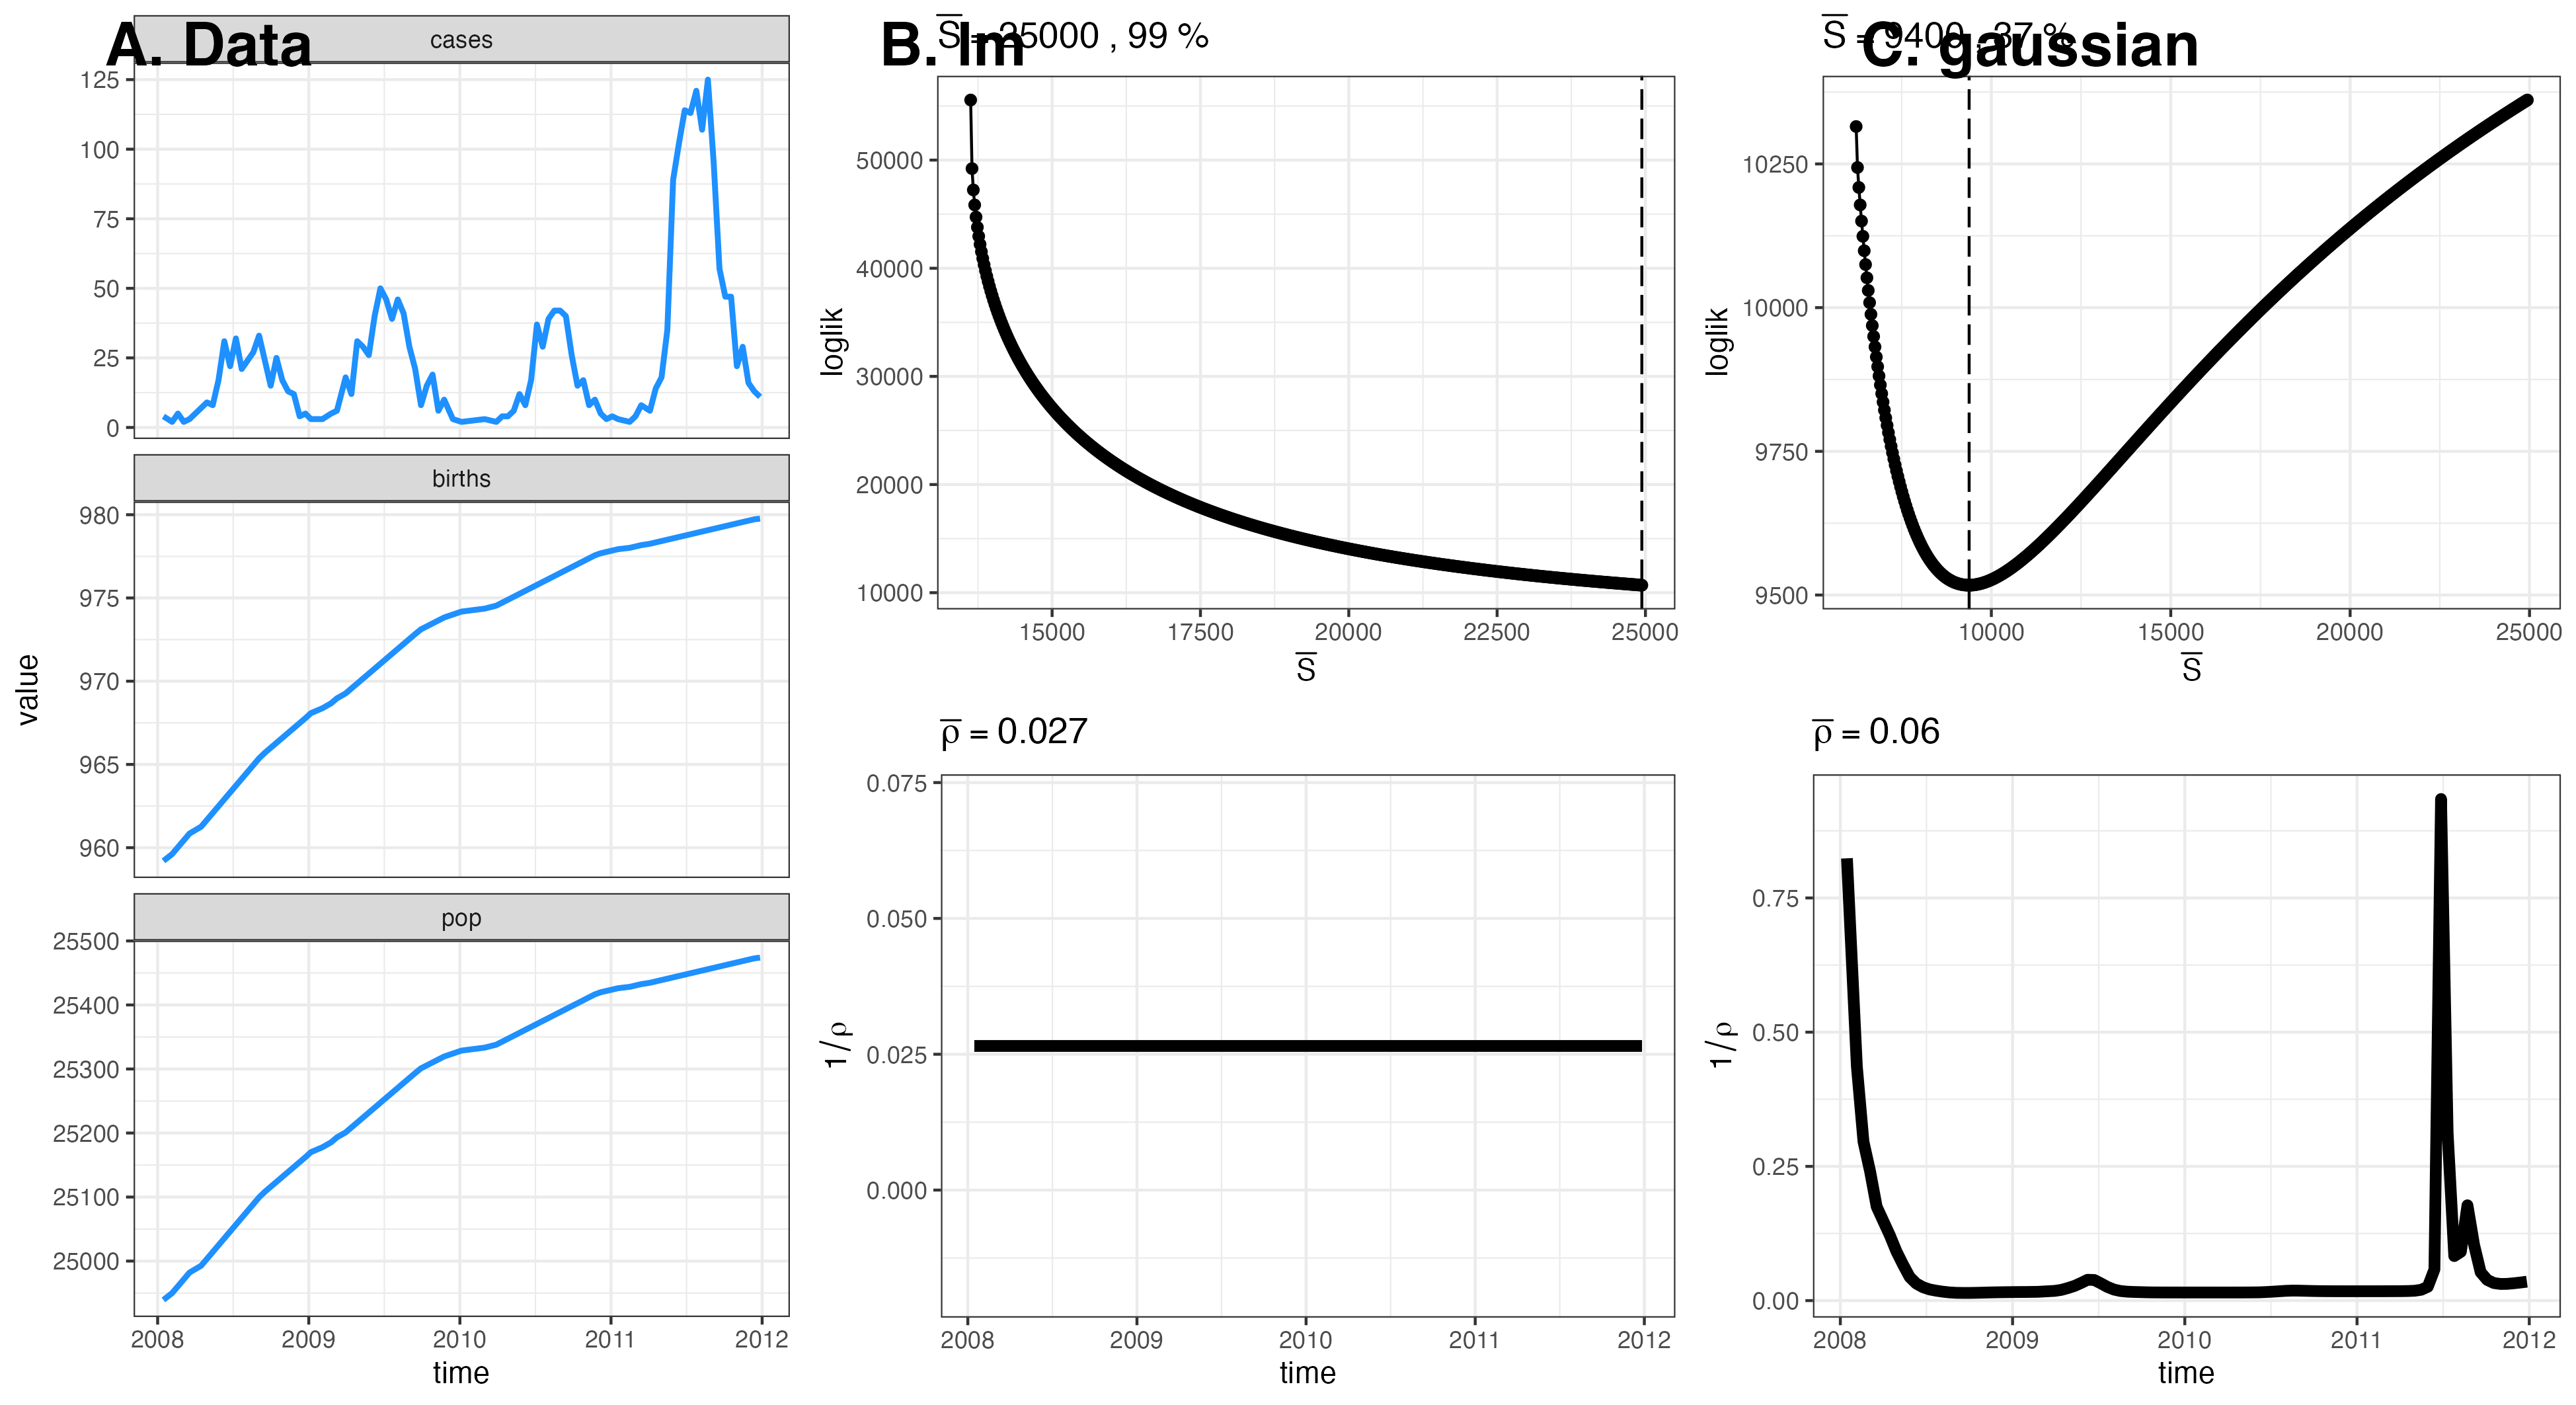 A. Data
cases
125
100
75
50
25
0
births
980
975
970
965
960
pop
25500
25400
25300
25200
25100
25000
2008 2009 2010 2011 2012
time
value
B. lm
S̅ = 25000 , 99 %
50000
40000
30000
20000
10000
loglik
15000 17500 20000 22500 25000
S̅
ρ̅ = 0.027
0.075
0.050
0.025
0.000
1/ρ
2008 2009 2010 2011 2012
time
C. gaussian
S̅ = 9400 , 37 %
10250
10000
9750
9500
loglik
10000 15000 20000 25000
S̅
ρ̅ = 0.06
0.75
0.50
0.25
0.00
1/ρ
2008 2009 2010 2011 2012
time